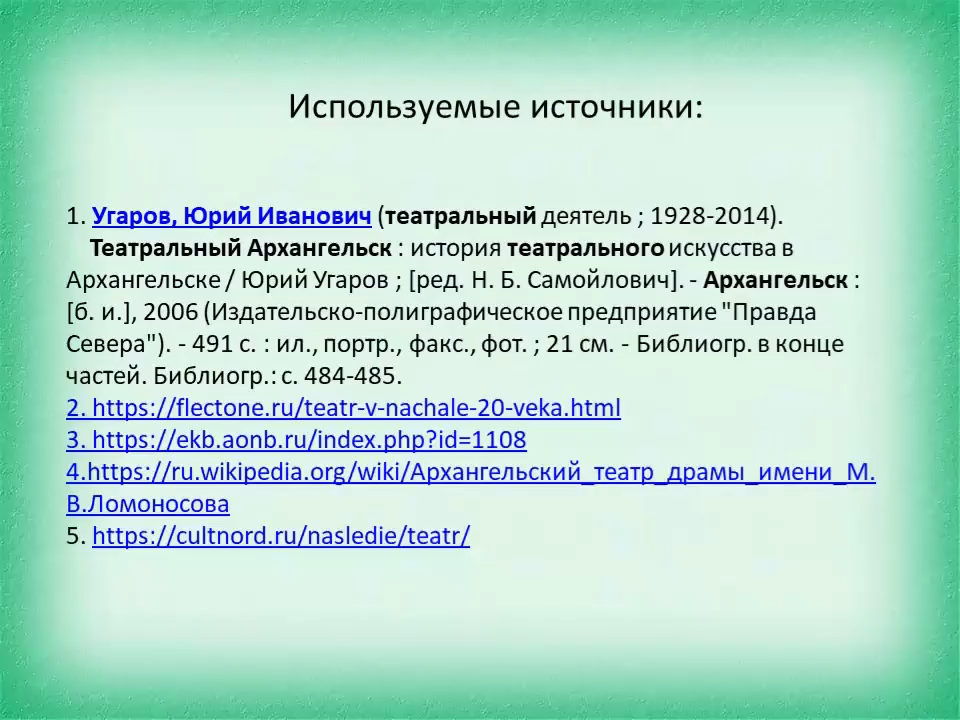 Используемые источники:
1. Угаров, Юрий Иванович (театральный деятель ; 1928-2014).
Театральный Архангельск : история театрального искусства в
Архангельске / Юрий Угаров ; [ред. Н. Б. Самойлович]. - Архангельск :
[б. и.], 2006 (Издательско-полиграфическое предприятие "Правда
Севера"). - 491 с. : ил., портр., факс., фот. ; 21 см. - Библиогр. в конце
частей. Библиогр.: с. 484-485.
2. https://flectone.ru/teatr-v-nachale-20-veka.html
3. https://ekb.aonb.ru/index.php?id=1108
4.https://ru.wikipedia.org/wiki/Архангельский_театр_драмы_имени_М.
В.Ломоносова
5. https://cultnord.ru/nasledie/teatr/